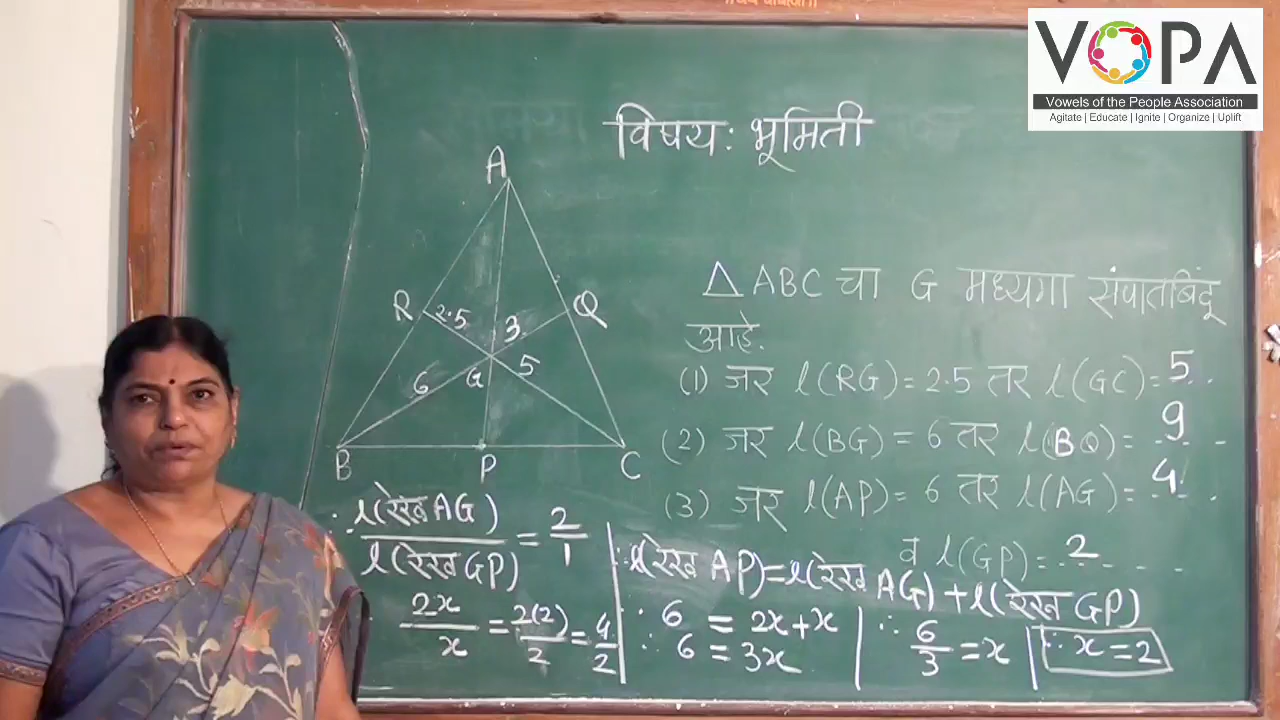 VOPA
Vowels of the People Association
Agitate | Educate | Ignite | Organize | Uplift
विषय: भूमिती
A
R 2.5 3 Q
6 G 5
B P C
△ABC चा G मध्यगा संपातबिंदू
आहे.
(1) जर l(RG) = 2.5 तर l(GC) = 5
(2) जर l(BG) = 6 तर l(BQ) = 9
(3) जर l(AP) = 6 तर l(AG) = 4
व l(GP) = 2
∴ l(रेख AG) / l(रेख GP) = 2/1
2x/x = 2(2)/2 = 4/2
∴ l(रेख AP) = l(रेख AG) + l(रेख GP)
∴ 6 = 2x + x
∴ 6 = 3x
∴ 6/3 = x
∴ x = 2